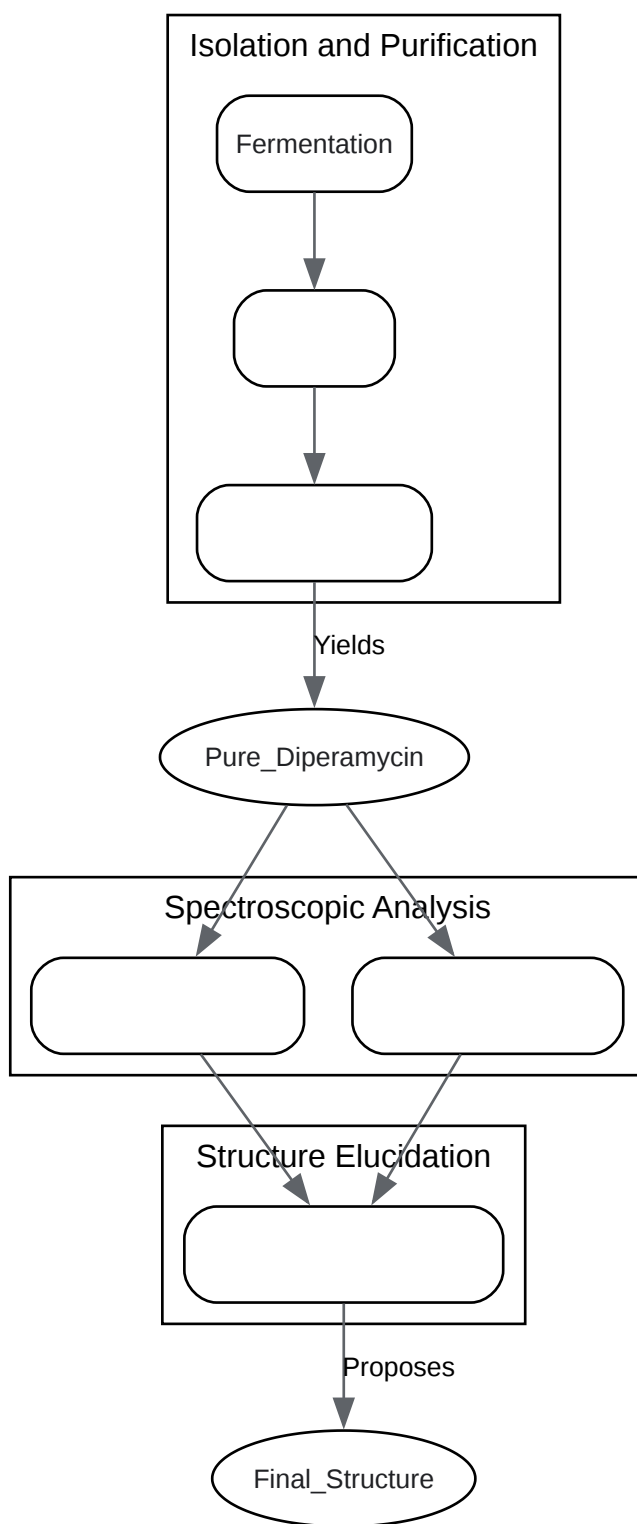 Isolation and Purification
Fermentation
Yields
Pure_Diperamycin
Spectroscopic Analysis
Structure Elucidation
Proposes
Final_Structure